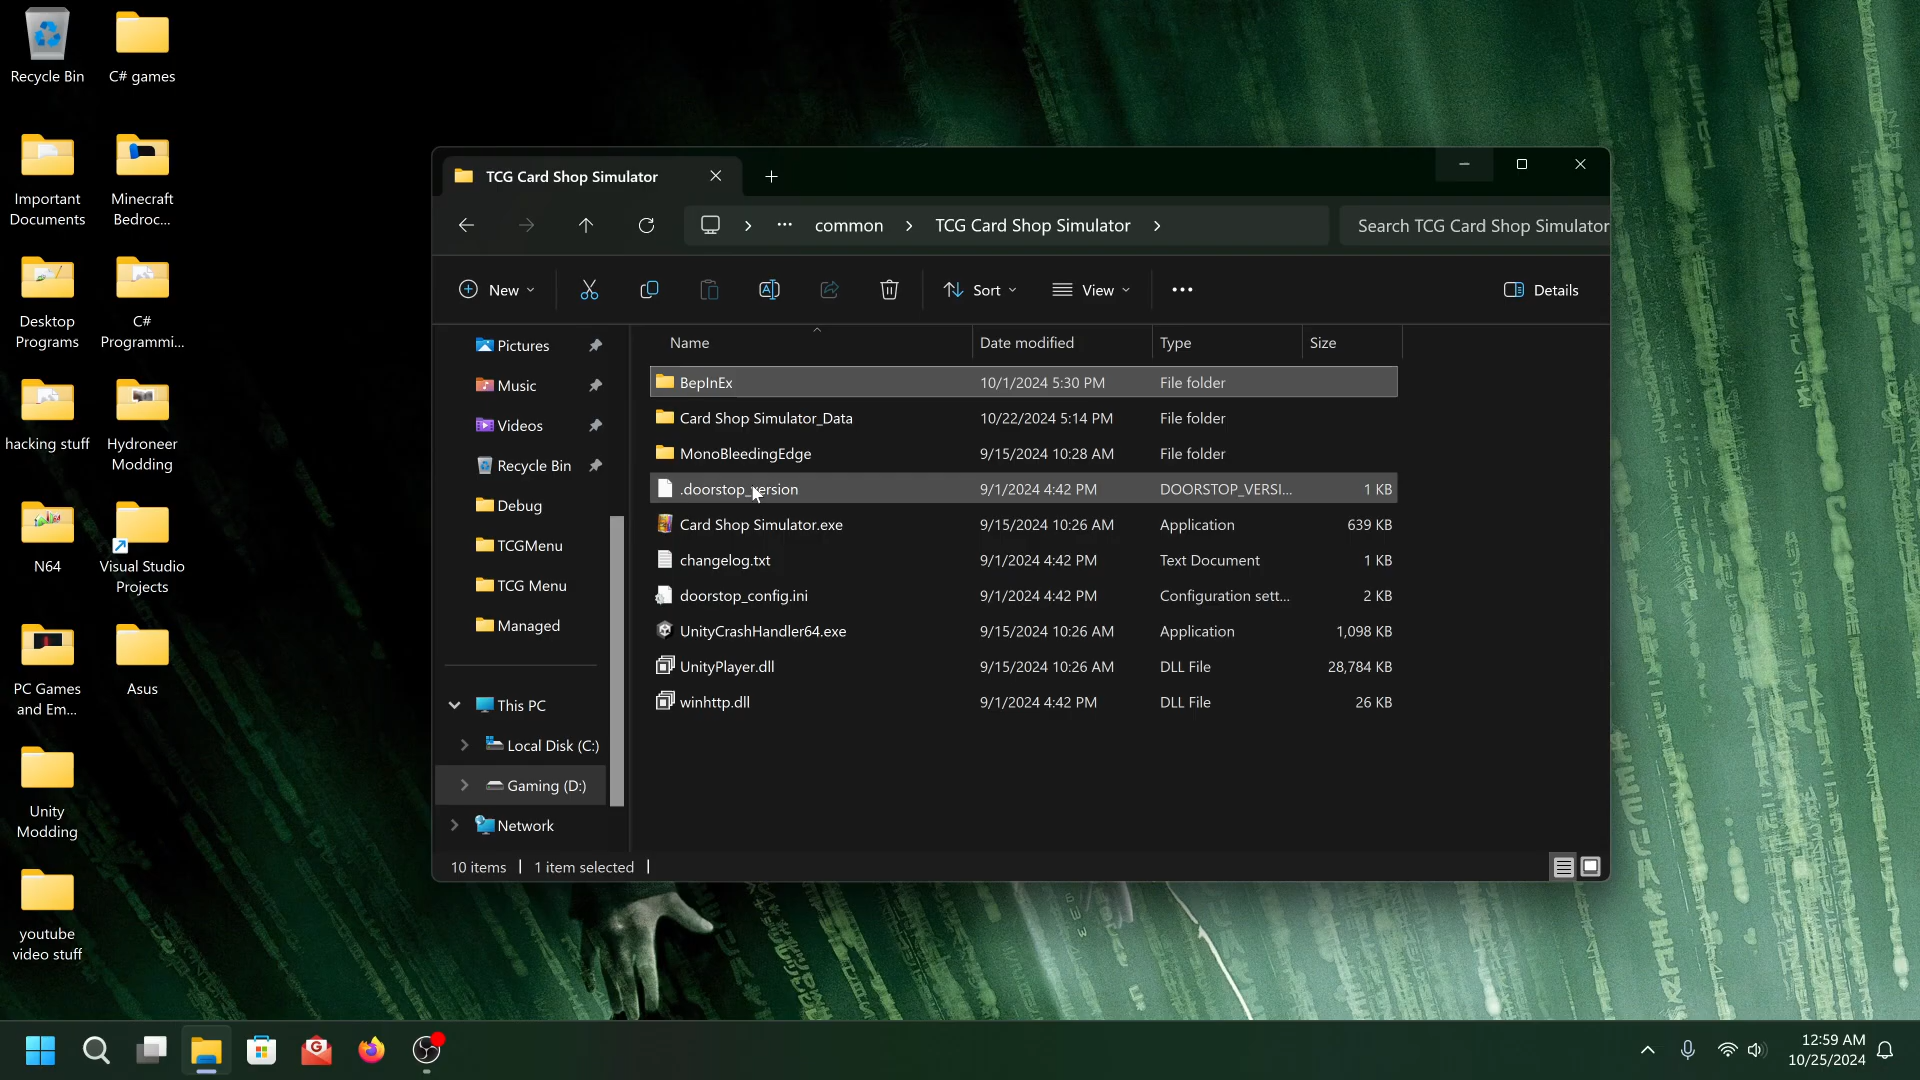 Recycle Bin
C# games
Important
Documents
Minecraft
Bedroc...
Desktop
Programs
C#
Programmi...
hacking stuff
Hydroneer
Modding
N64
Visual Studio
Projects
PC Games
and Em...
Asus
Unity
Modding
youtube
video stuff
TCG Card Shop Simulator
common
TCG Card Shop Simulator
Search TCG Card Shop Simulator
New
Sort
View
Details
Pictures
Music
Videos
Recycle Bin
Debug
TCGMenu
TCG Menu
Managed
This PC
Local Disk (C:)
Gaming (D:)
Network
Name Date modified Type Size
BepInEx 10/1/2024 5:30 PM File folder
Card Shop Simulator_Data 10/22/2024 5:14 PM File folder
MonoBleedingEdge 9/15/2024 10:28 AM File folder
.doorstop_version 9/1/2024 4:42 PM DOORSTOP_VERSI... 1 KB
Card Shop Simulator.exe 9/15/2024 10:26 AM Application 639 KB
changelog.txt 9/1/2024 4:42 PM Text Document 1 KB
doorstop_config.ini 9/1/2024 4:42 PM Configuration sett... 2 KB
UnityCrashHandler64.exe 9/15/2024 10:26 AM Application 1,098 KB
UnityPlayer.dll 9/15/2024 10:26 AM DLL File 28,784 KB
winhttp.dll 9/1/2024 4:42 PM DLL File 26 KB
10 items
1 item selected
12:59 AM
10/25/2024